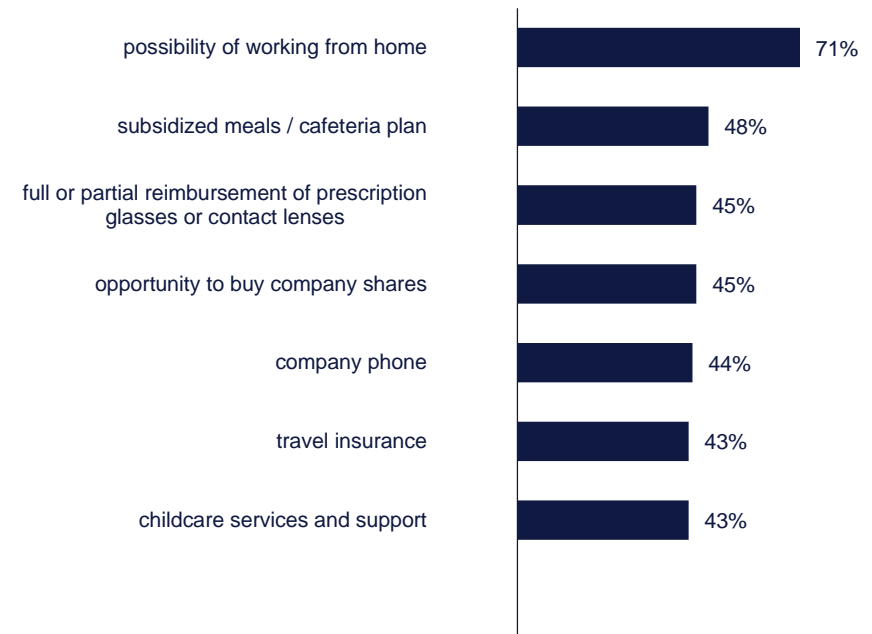 possibility of working from home
71%
subsidized meals / cafeteria plan
48%
full or partial reimbursement of prescription
glasses or contact lenses
45%
opportunity to buy company shares
45%
company phone
44%
travel insurance
43%
childcare services and support
43%